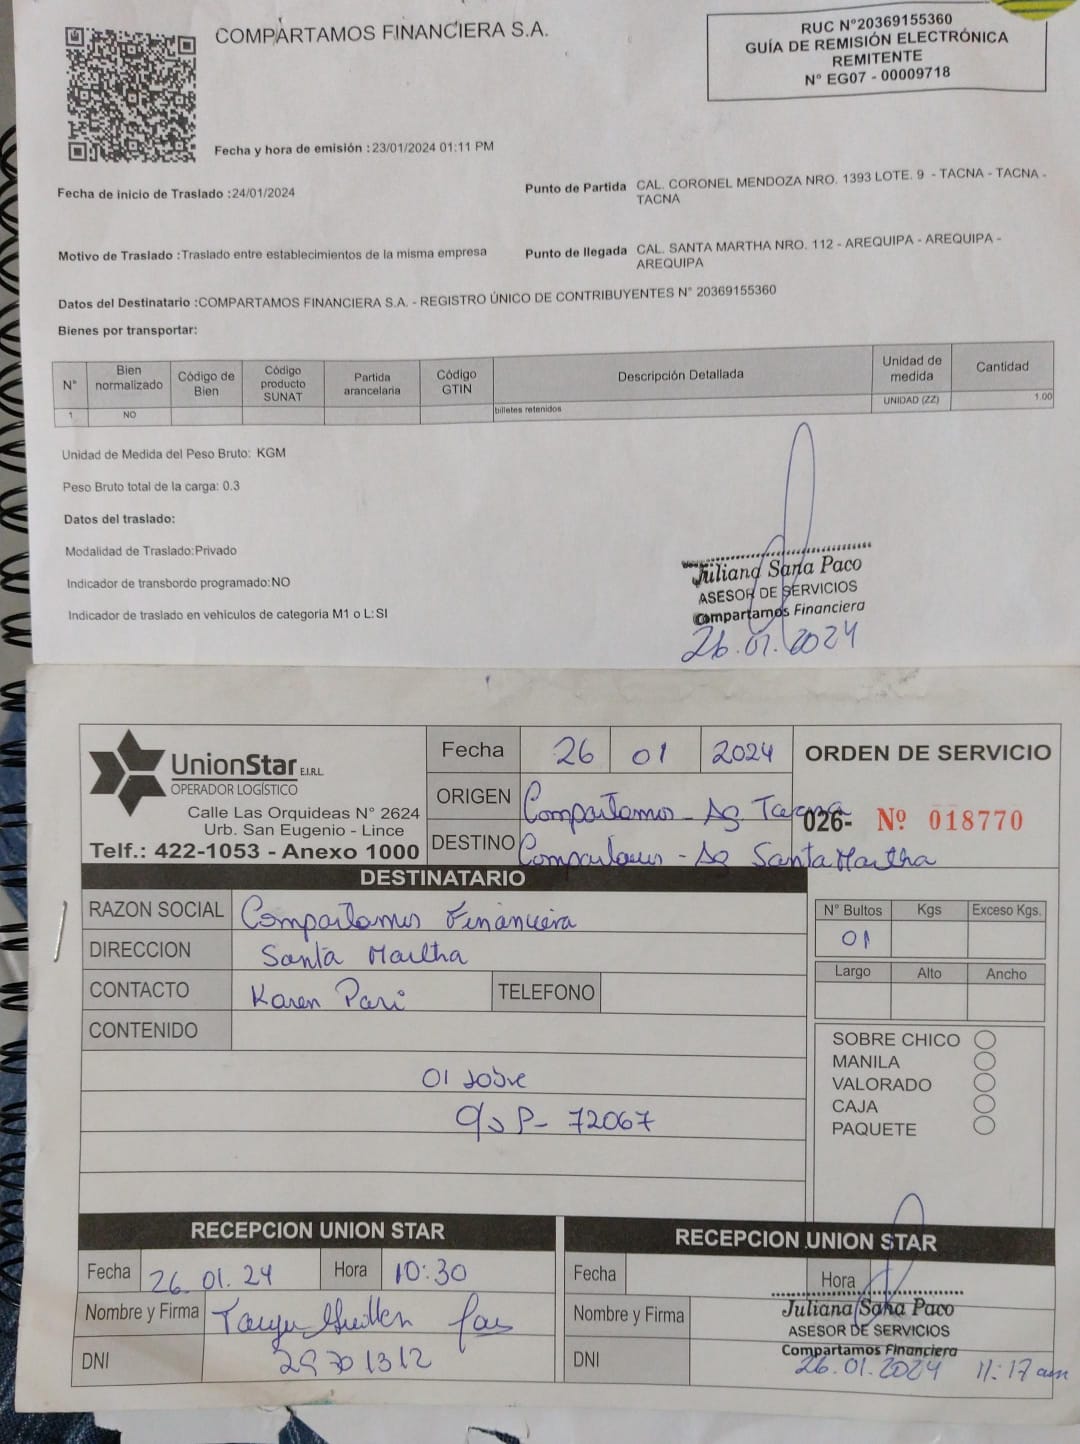 COMPARTAMOS FINANCIERA S.A.
RUC N°20369155360
GUÍA DE REMISIÓN ELECTRÓNICA
REMITENTE
N° EG07 - 00009718
Fecha y hora de emisión :23/01/2024 01:11 PM
Fecha de inicio de Traslado :24/01/2024
Punto de Partida CAL. CORONEL MENDOZA NRO. 1393 LOTE. 9 - TACNA - TACNA -
TACNA
Motivo de Traslado :Traslado entre establecimientos de la misma empresa
Punto de llegada CAL. SANTA MARTHA NRO. 112 - AREQUIPA - AREQUIPA -
AREQUIPA
Datos del Destinatario :COMPARTAMOS FINANCIERA S.A. - REGISTRO ÚNICO DE CONTRIBUYENTES N° 20369155360
Bienes por transportar:
N° Bien normalizado Código de Bien Código producto SUNAT Partida arancelaria Código GTIN Descripción Detallada Unidad de medida Cantidad
1 NO billetes retenidos UNIDAD (ZZ) 1.00
Unidad de Medida del Peso Bruto: KGM
Peso Bruto total de la carga: 0.3
Datos del traslado:
Modalidad de Traslado:Privado
Indicador de transbordo programado:NO
Indicador de traslado en vehículos de categoría M1 o L:SI
Juliana Saña Paco
ASESOR DE SERVICIOS
Compartamos Financiera
26.01.2024
UnionStar E.I.R.L.
OPERADOR LOGÍSTICO
Calle Las Orquideas N° 2624
Urb. San Eugenio - Lince
Telf.: 422-1053 - Anexo 1000
Fecha 26 01 2024
ORIGEN Compartamos - Ag Tacna
DESTINO Compartamos - Ag Santa Martha
ORDEN DE SERVICIO
026- Nº 018770
DESTINATARIO
RAZON SOCIAL Compartamos Financiera
DIRECCION Santa Martha
CONTACTO Karen Pari TELEFONO
CONTENIDO
01 sobre
72067
N° Bultos Kgs Exceso Kgs.
01
Largo Alto Ancho
SOBRE CHICO
MANILA
VALORADO
CAJA
PAQUETE
RECEPCION UNION STAR
Fecha 26.01.24 Hora 10:30
Nombre y Firma
DNI 29701312
RECEPCION UNION STAR
Fecha Hora
Nombre y Firma
DNI
Juliana Saña Paco
ASESOR DE SERVICIOS
Compartamos Financiera
26.01.2024 11:17 am